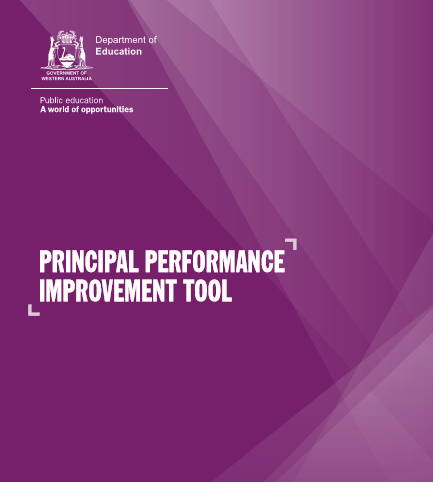 Department of
Education
GOVERNMENT OF
WESTERN AUSTRALIA
Public education
A world of opportunities
PRINCIPAL PERFORMANCE
IMPROVEMENT TOOL